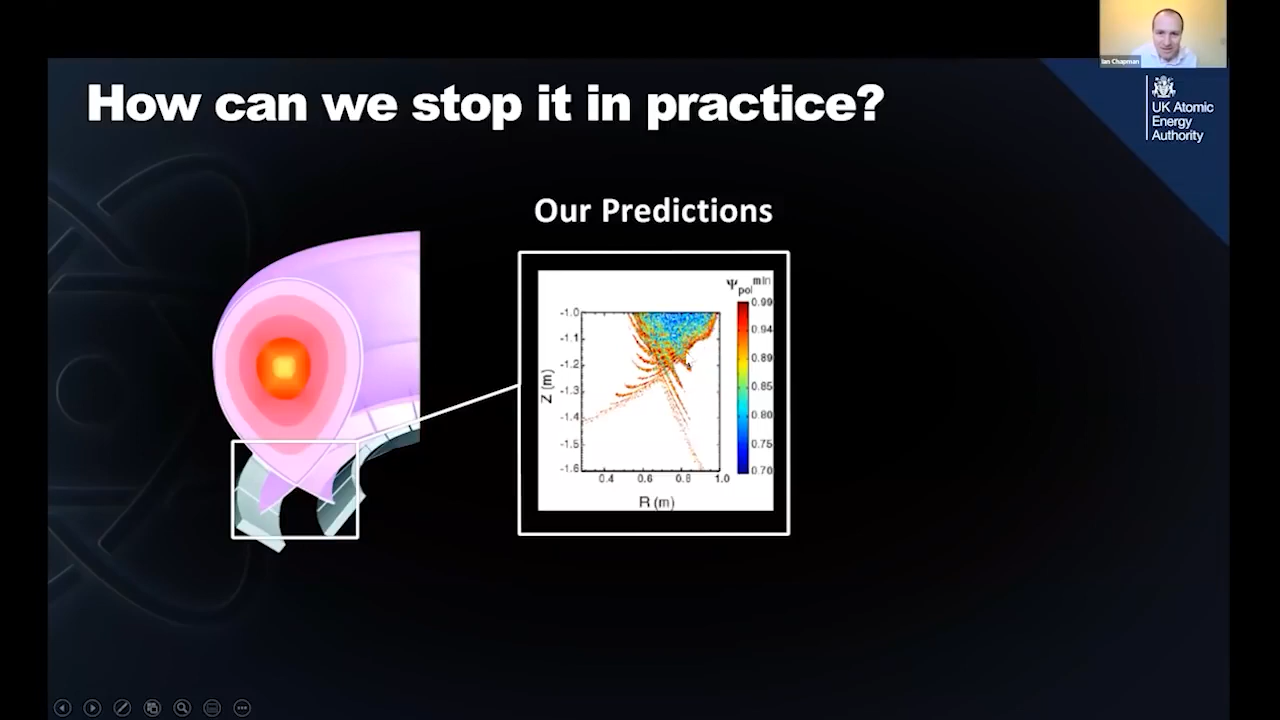 Ian Chapman
How can we stop it in practice?
UK Atomic
Energy
Authority
Our Predictions
Ψpol min
-1.0
-1.1
-1.2
-1.3
-1.4
-1.5
-1.6
Z (m)
0.4 0.6 0.8 1.0
R (m)
0.99
0.94
0.89
0.85
0.80
0.75
0.70